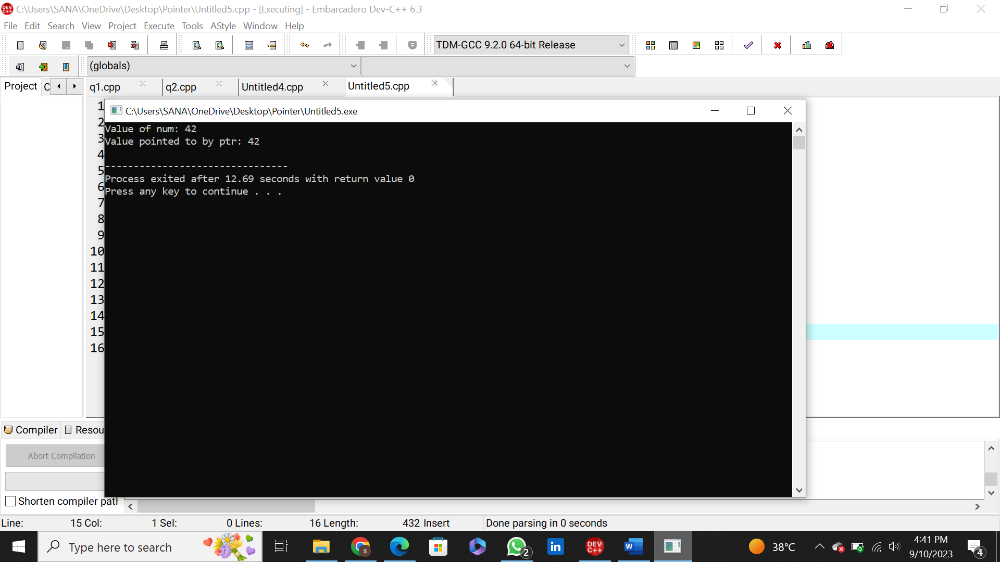 C:\Users\SANA\OneDrive\Desktop\Pointer\Untitled5.cpp - [Executing] - Embarcadero Dev-C++ 6.3
File Edit Search View Project Execute Tools AStyle Window Help
TDM-GCC 9.2.0 64-bit Release
(globals)
Project C q1.cpp q2.cpp Untitled4.cpp Untitled5.cpp
C:\Users\SANA\OneDrive\Desktop\Pointer\Untitled5.exe
1
2
3
4
5
6
7
8
9
10
11
12
13
14
15
16
Value of num: 42
Value pointed to by ptr: 42
--------------------------------
Process exited after 12.69 seconds with return value 0
Press any key to continue . . .
Compiler Resou
Abort Compilation
Shorten compiler path
Line: 15 Col: 1 Sel: 0 Lines: 16 Length: 432 Insert Done parsing in 0 seconds
Type here to search
2
in
DEV C++
W
38°C
4:41 PM
9/10/2023
4